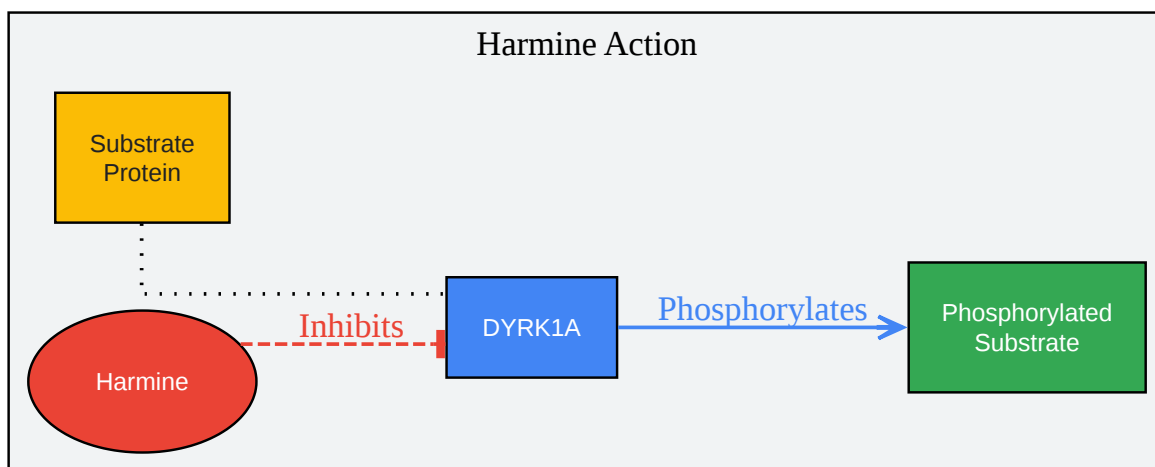 Harmine Action
Substrate
Protein
Inhibits
DYRK1A
Phosphorylates
Phosphorylated
Substrate
Harmine